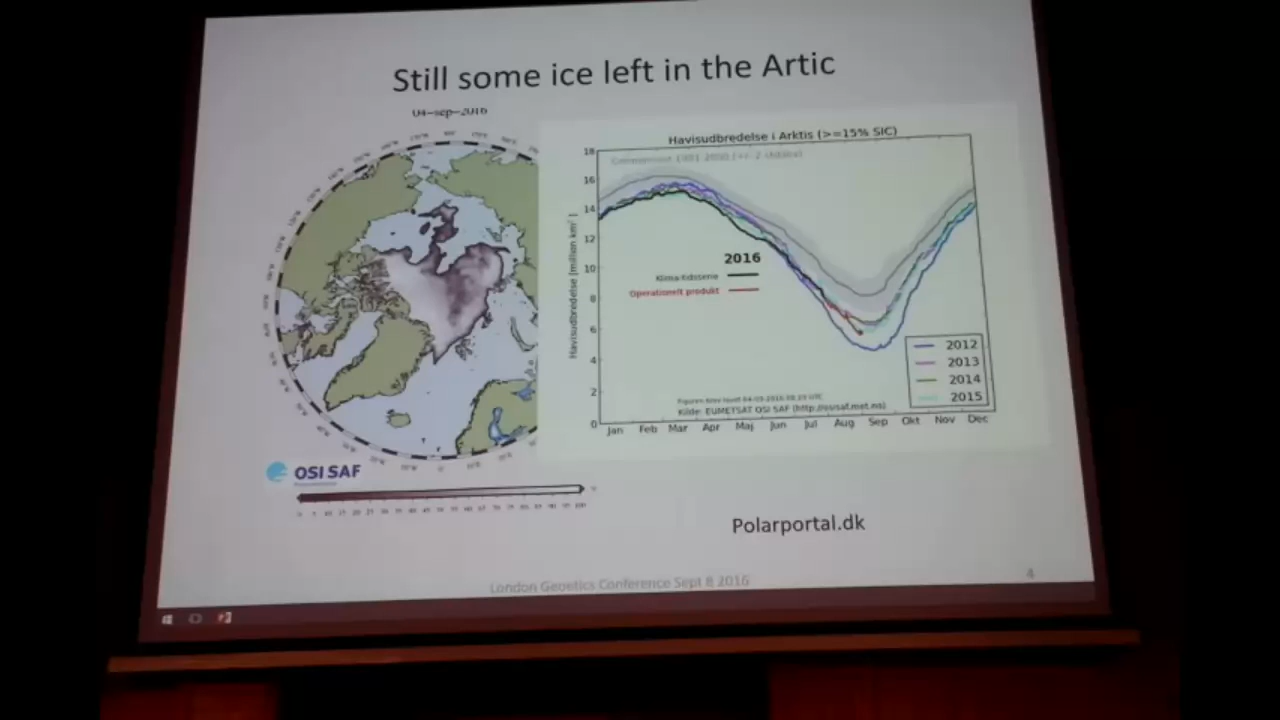 Still some ice left in the Artic
04-sep-2016
Havisudbredelse i Arktis (>=15% SIC)
Havisudbredelse [million km²]
18
16
14
12
10
8
6
4
2
0
2016
Klima-tidsserie
Operationelt produkt
2012
2013
2014
2015
Kilde: EUMETSAT OSI SAF (http://osisaf.met.no)
Jan Feb Mar Apr Maj Jun Jul Aug Sep Okt Nov Dec
OSI SAF
Polarportal.dk
London Geoetics Conference Sept 8 2016
4